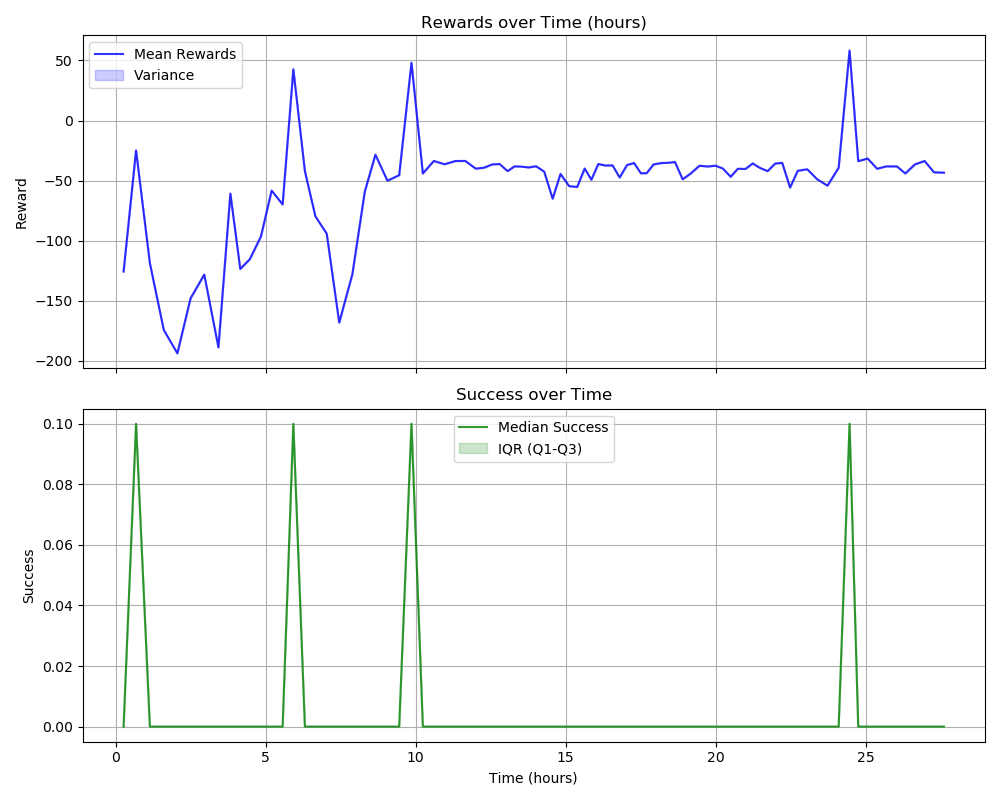 Rewards over Time (hours)
Mean Rewards
Variance
50
0
−50
−100
−150
−200
Reward
Success over Time
Median Success
IQR (Q1-Q3)
0.10
0.08
0.06
0.04
0.02
0.00
Success
0 5 10 15 20 25
Time (hours)